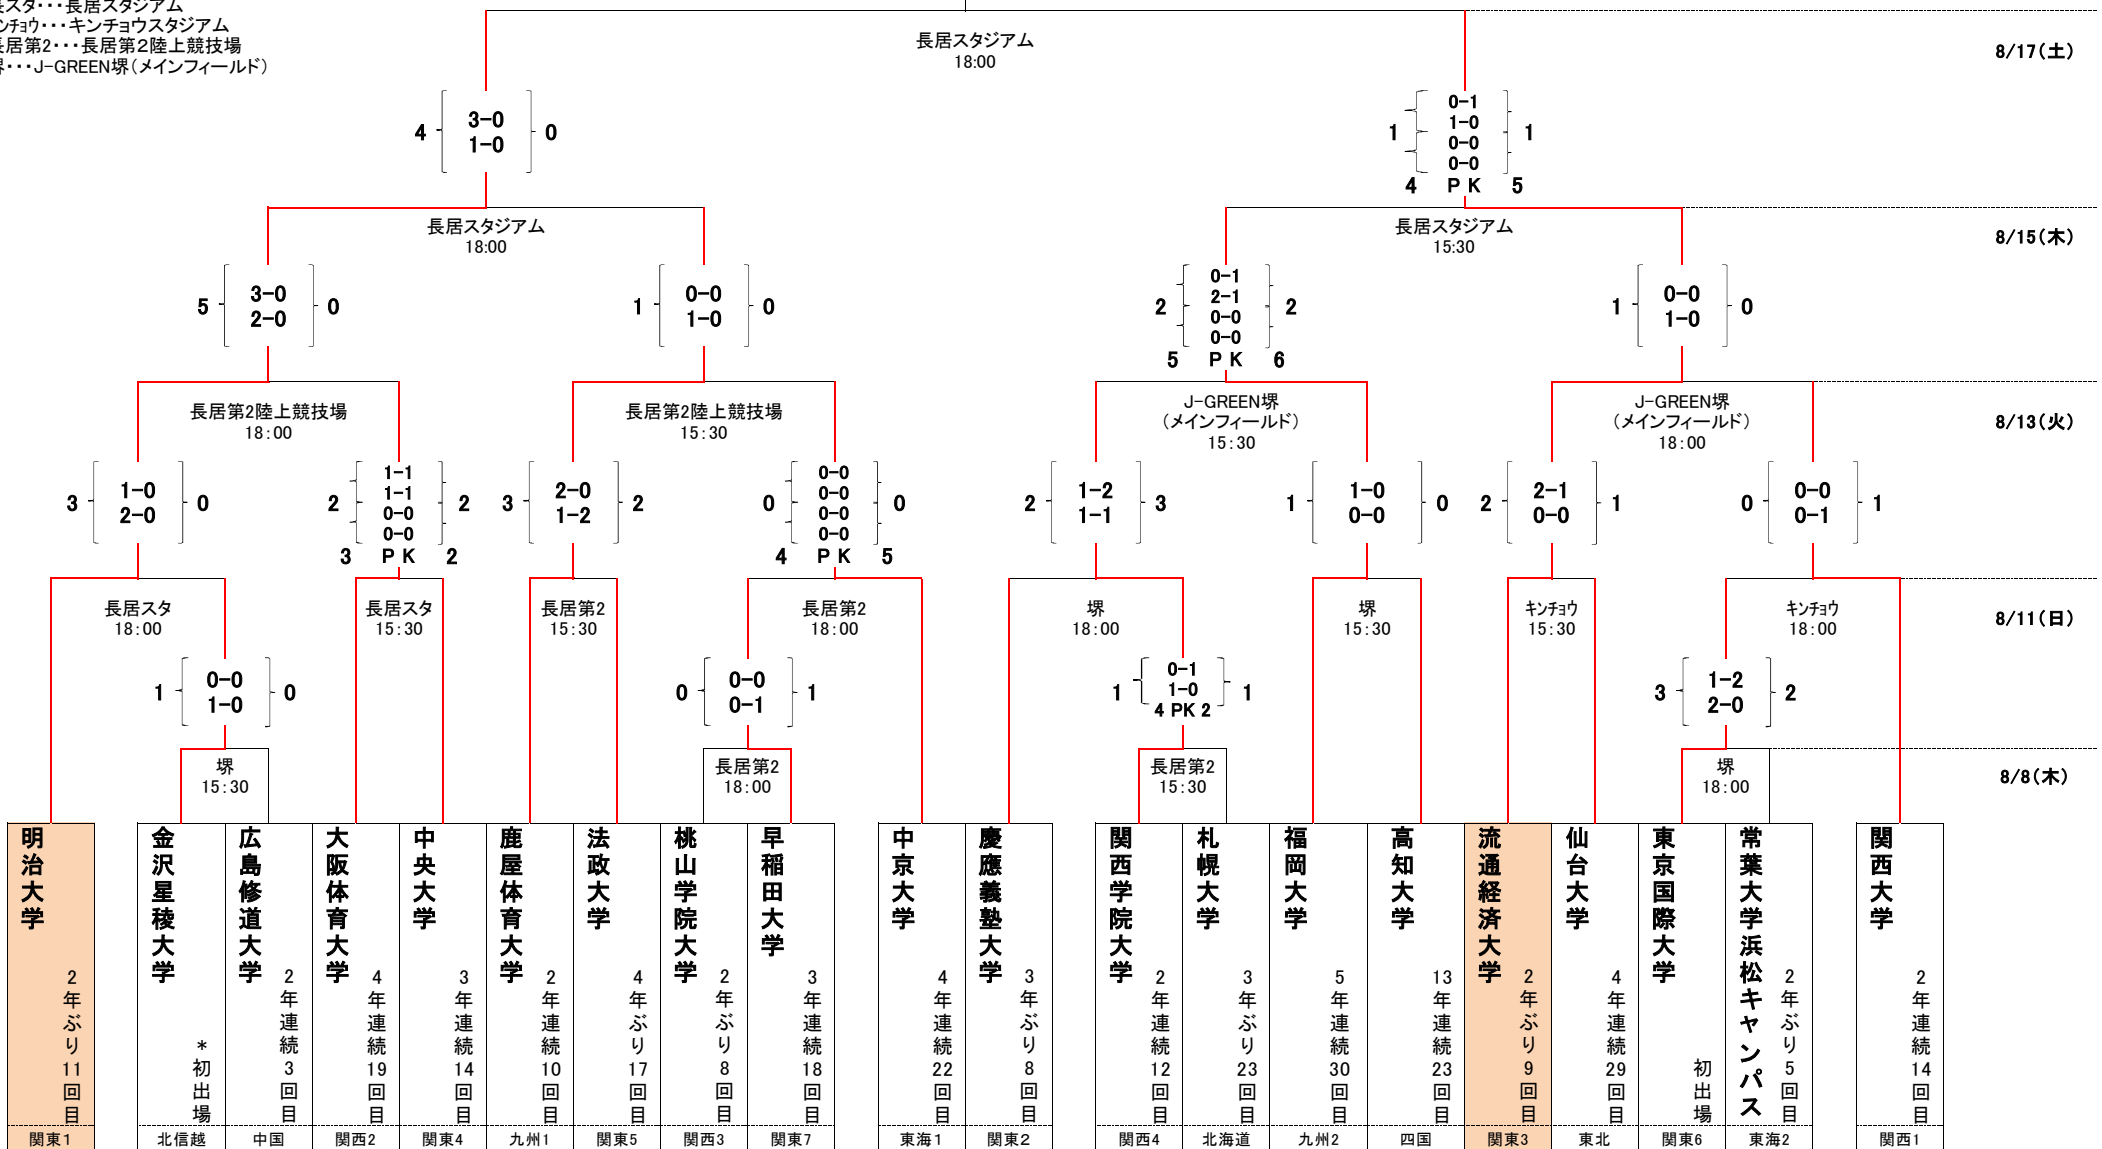 長スタ･･･長居スタジアム
キンチョウ･･･キンチョウスタジアム
長居第2･･･長居第2陸上競技場
堺･･･J-GREEN堺(メインフィールド)
長居スタジアム
18:00
8/17(土)
4
3-0
1-0
0
1
0-1
1-0
0-0
0-0
1
4 PK 5
長居スタジアム
18:00
長居スタジアム
15:30
8/15(木)
5
3-0
2-0
0
1
0-0
1-0
0
2
0-1
2-1
0-0
0-0
2
5 PK 6
1
0-0
1-0
0
長居第2陸上競技場
18:00
長居第2陸上競技場
15:30
J-GREEN堺
(メインフィールド)
15:30
J-GREEN堺
(メインフィールド)
18:00
8/13(火)
3
1-0
2-0
0
2
1-1
1-1
0-0
0-0
2
3 PK 2
3
2-0
1-2
2
0
0-0
0-0
0-0
0-0
0
4 PK 5
2
1-2
1-1
3
1
1-0
0-0
0
2
2-1
0-0
1
0
0-0
0-1
1
長居スタ
18:00
長居スタ
15:30
長居第2
15:30
長居第2
18:00
堺
18:00
堺
15:30
キンチョウ
15:30
キンチョウ
18:00
8/11(日)
1
0-0
1-0
0
0
0-0
0-1
1
1
0-1
1-0
4 PK 2
1
3
1-2
2-0
2
堺
15:30
長居第2
18:00
長居第2
15:30
堺
18:00
8/8(木)
明治大学
2年ぶり11回目
関東1
金沢星稜大学
*初出場
北信越
広島修道大学
2年連続3回目
中国
大阪体育大学
4年連続19回目
関西2
中央大学
3年連続14回目
関東4
鹿屋体育大学
2年連続10回目
九州1
法政大学
4年ぶり17回目
関東5
桃山学院大学
2年ぶり8回目
関西3
早稲田大学
3年連続18回目
関東7
中京大学
4年連続22回目
東海1
慶應義塾大学
3年ぶり8回目
関東2
関西学院大学
2年連続12回目
関西4
札幌大学
3年ぶり23回目
北海道
福岡大学
5年連続30回目
九州2
高知大学
13年連続23回目
四国
流通経済大学
2年ぶり9回目
関東3
仙台大学
4年連続29回目
東北
東京国際大学
初出場
関東6
常葉大学浜松キャンパス
2年ぶり5回目
東海2
関西大学
2年連続14回目
関西1